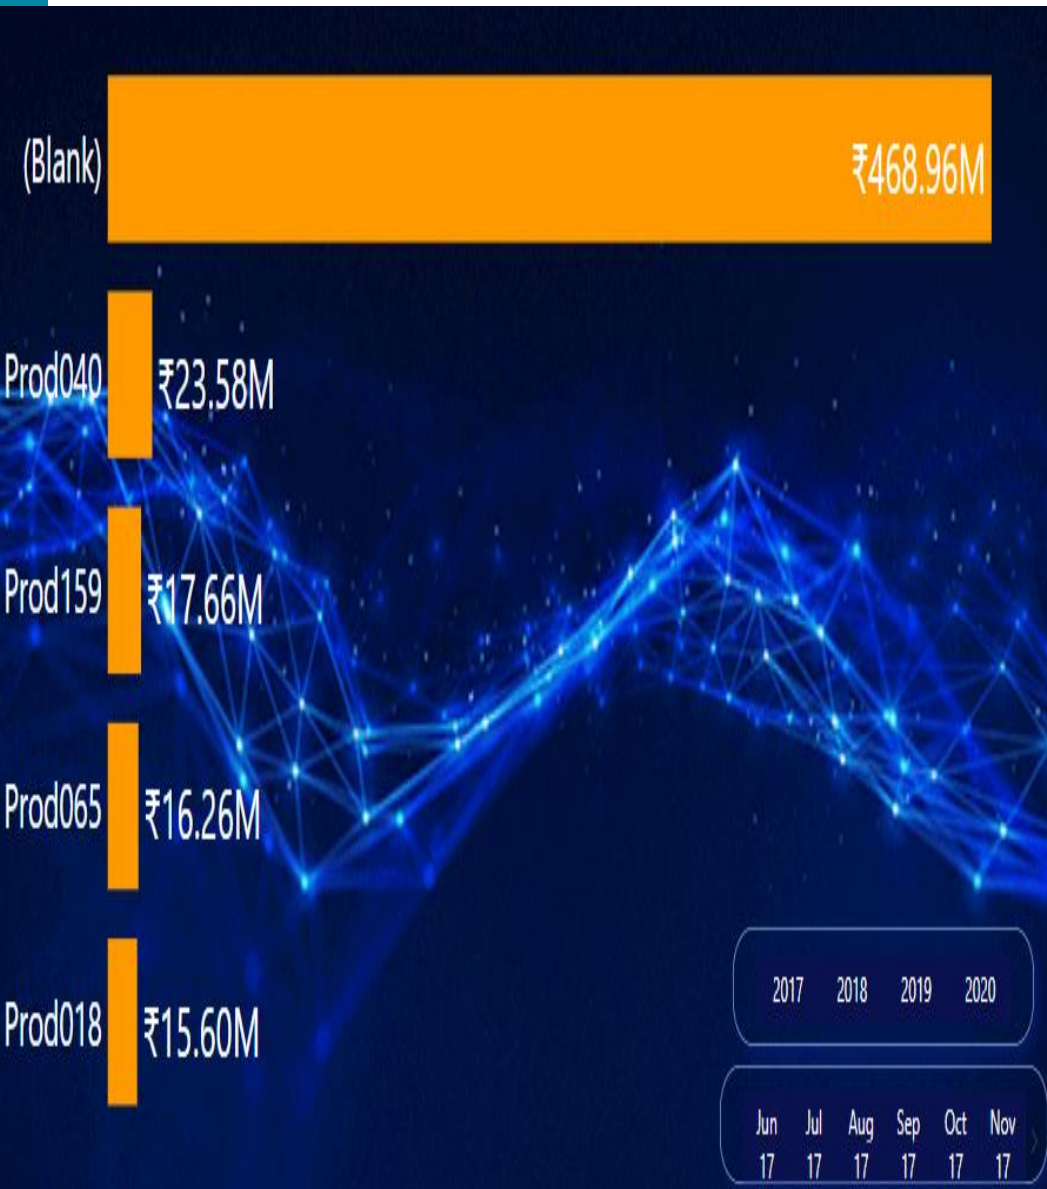 (Blank)
₹468.96M
Prod040
₹23.58M
Prod159
₹17.66M
Prod065
₹16.26M
Prod018
₹15.60M
2017 2018 2019 2020
Jun Jul Aug Sep Oct Nov
17 17 17 17 17 17